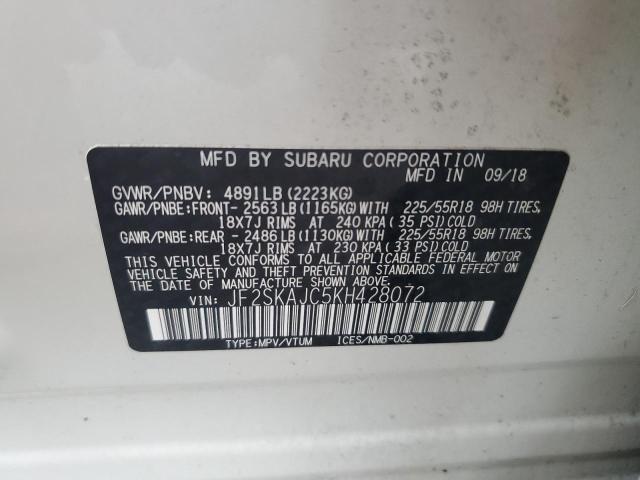 MFD BY SUBARU CORPORATION
MFD IN 09/18
GVWR/PNBV: 4891LB (2223KG)
GAWR/PNBE:FRONT- 2563 LB (1165KG) WITH 225/55R18 98H TIRES,
18X7J RIMS AT 240 KPA (35 PSI) COLD
GAWR/PNBE:REAR - 2486 LB (1130KG) WITH 225/55R18 98H TIRES,
18X7J RIMS AT 230 KPA (33 PSI) COLD
THIS VEHICLE CONFORMS TO ALL APPLICABLE FEDERAL MOTOR
VEHICLE SAFETY AND THEFT PREVENTION STANDARDS IN EFFECT ON
THE DATE OF MANUFACTURE SHOWN ABOVE.
VIN: JF2SKAJC5KH428072
TYPE:MPV/VTUM ICES/NMB-002